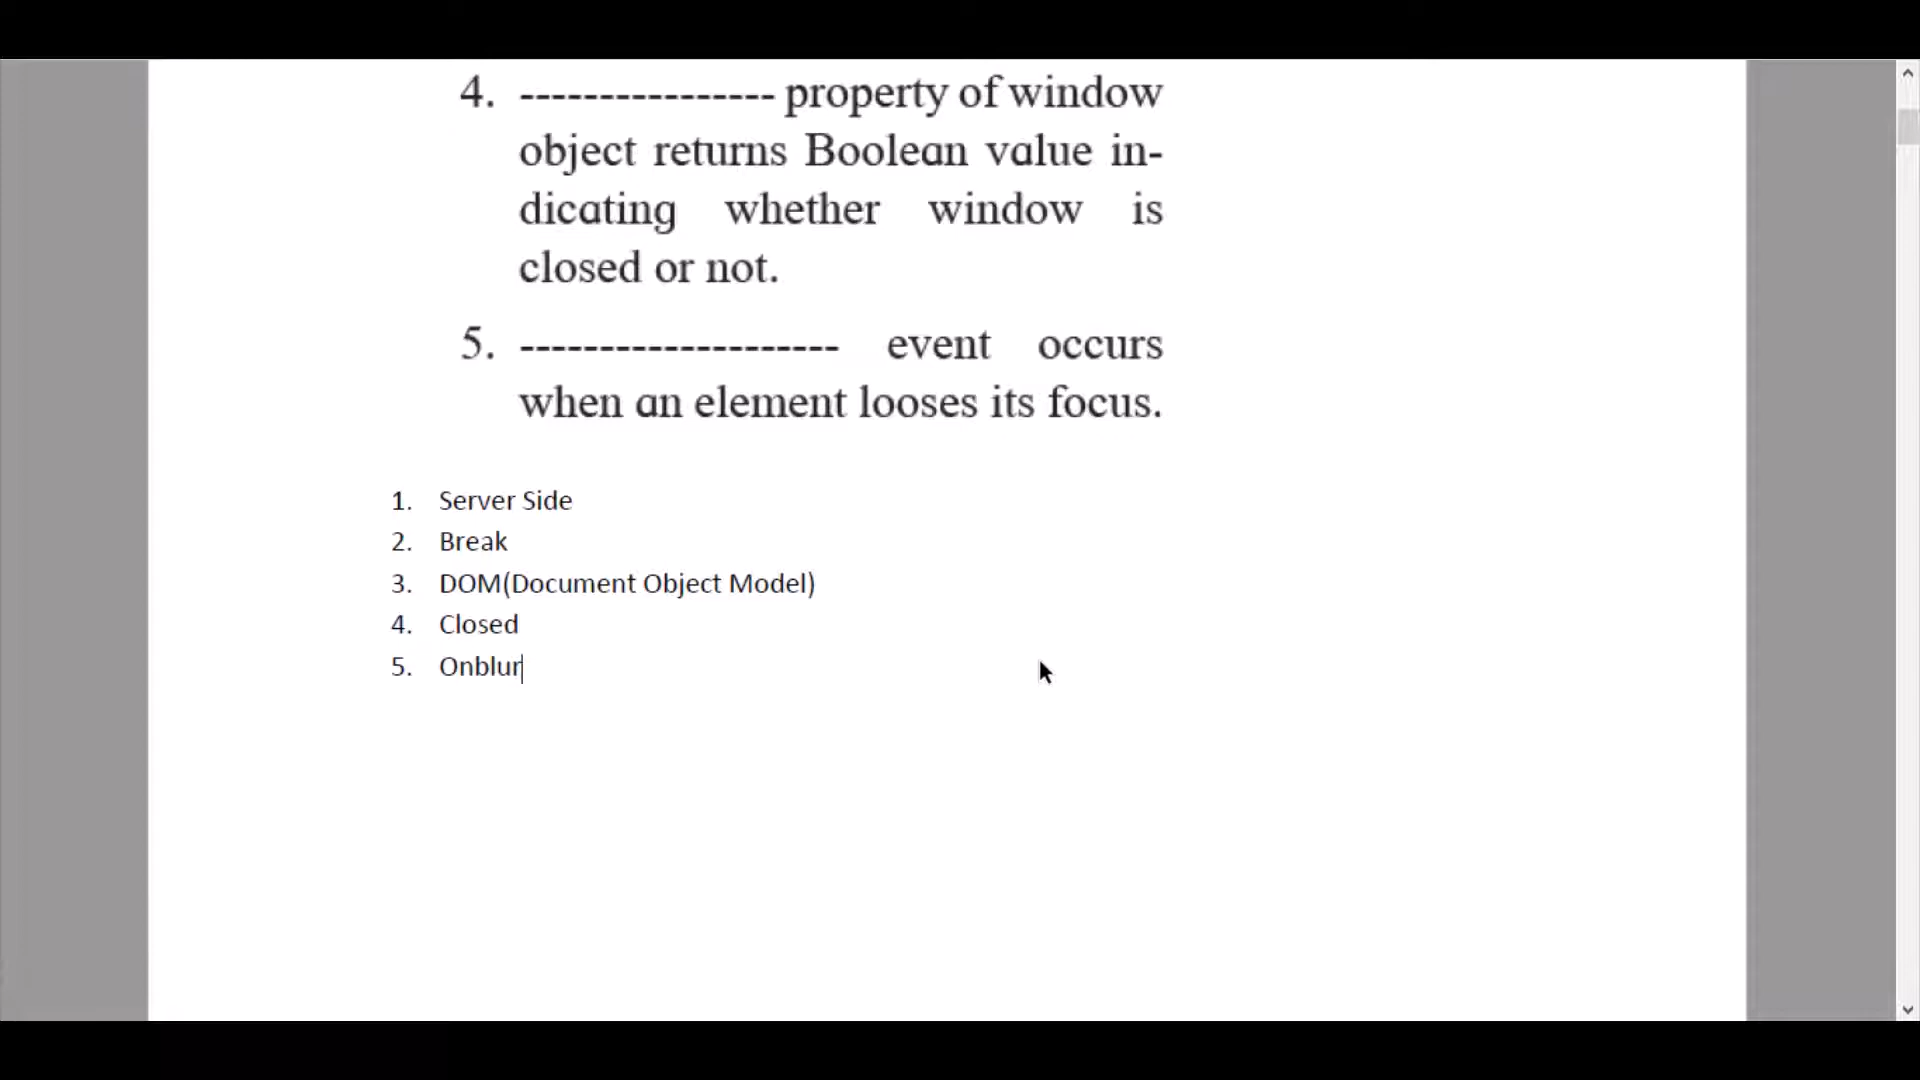 4. ---------------- property of window
object returns Boolean value in-
dicating whether window is
closed or not.
5. -------------------- event occurs
when an element looses its focus.
1. Server Side
2. Break
3. DOM(Document Object Model)
4. Closed
5. Onblur